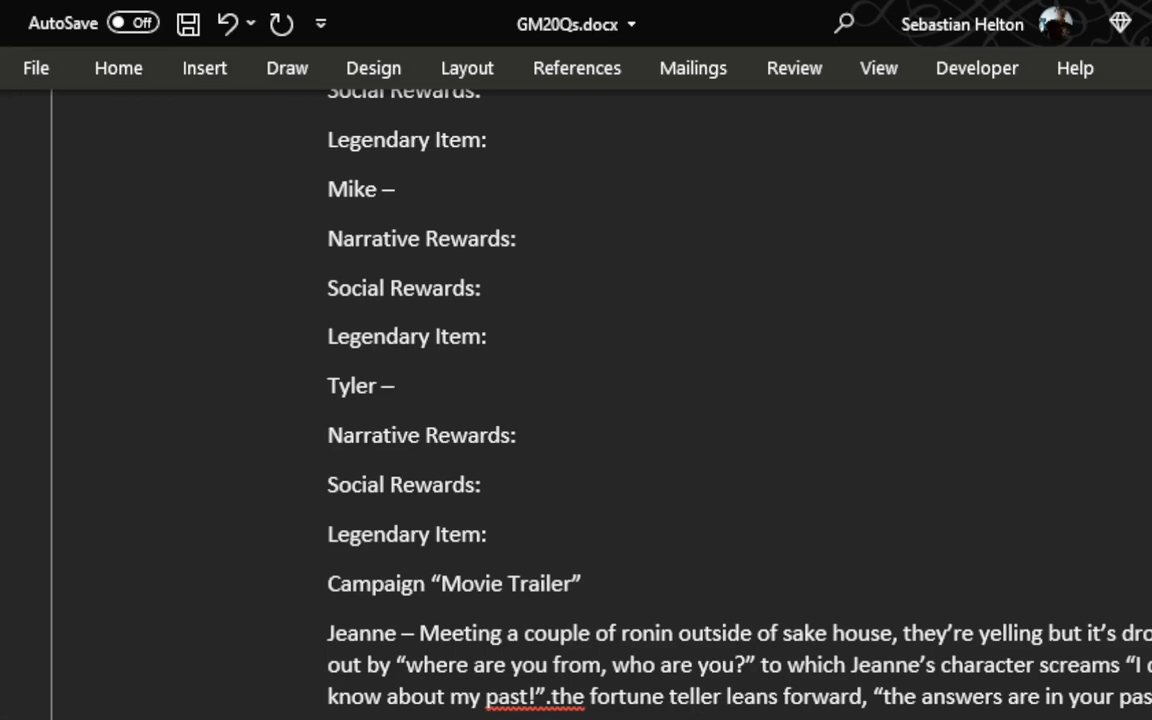 AutoSave Off GM20Qs.docx Sebastian Helton
File Home Insert Draw Design Layout References Mailings Review View Developer Help
Social Rewards:
Legendary Item:
Mike –
Narrative Rewards:
Social Rewards:
Legendary Item:
Tyler –
Narrative Rewards:
Social Rewards:
Legendary Item:
Campaign “Movie Trailer”
Jeanne – Meeting a couple of ronin outside of sake house, they’re yelling but it’s
out by “where are you from, who are you?” to which Jeanne’s character screams “I
know about my past!”.the fortune teller leans forward, “the answers are in your